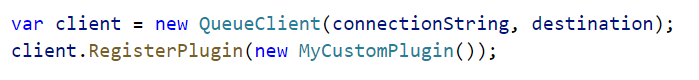 var client = new QueueClient(connectionString, destination);
client.RegisterPlugin(new MyCustomPlugin());